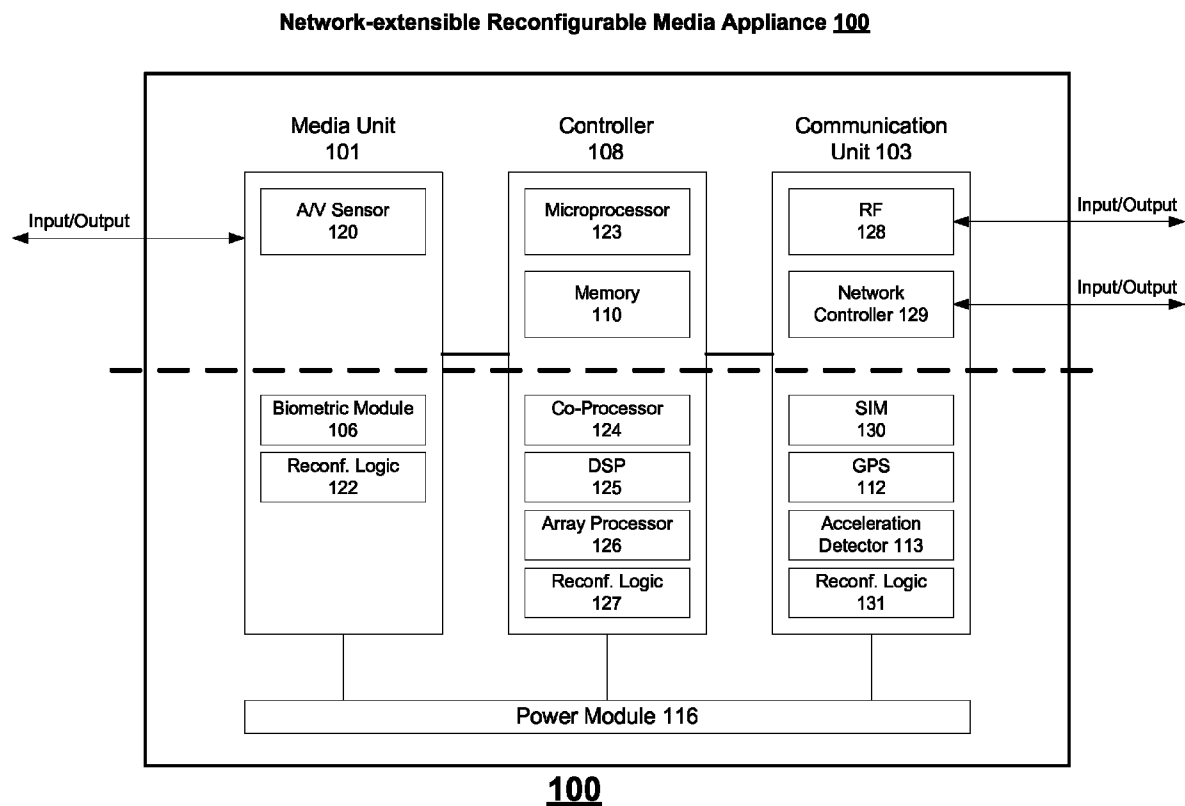 Network-extensible Reconfigurable Media Appliance 100
Media Unit
101
Controller
108
Communication
Unit 103
Input/Output
A/V Sensor
120
Microprocessor
123
RF
128
Input/Output
Memory
110
Network
Controller 129
Input/Output
Biometric Module
106
Co-Processor
124
SIM
130
Reconf. Logic
122
DSP
125
GPS
112
Array Processor
126
Acceleration
Detector 113
Reconf. Logic
127
Reconf. Logic
131
Power Module 116
100